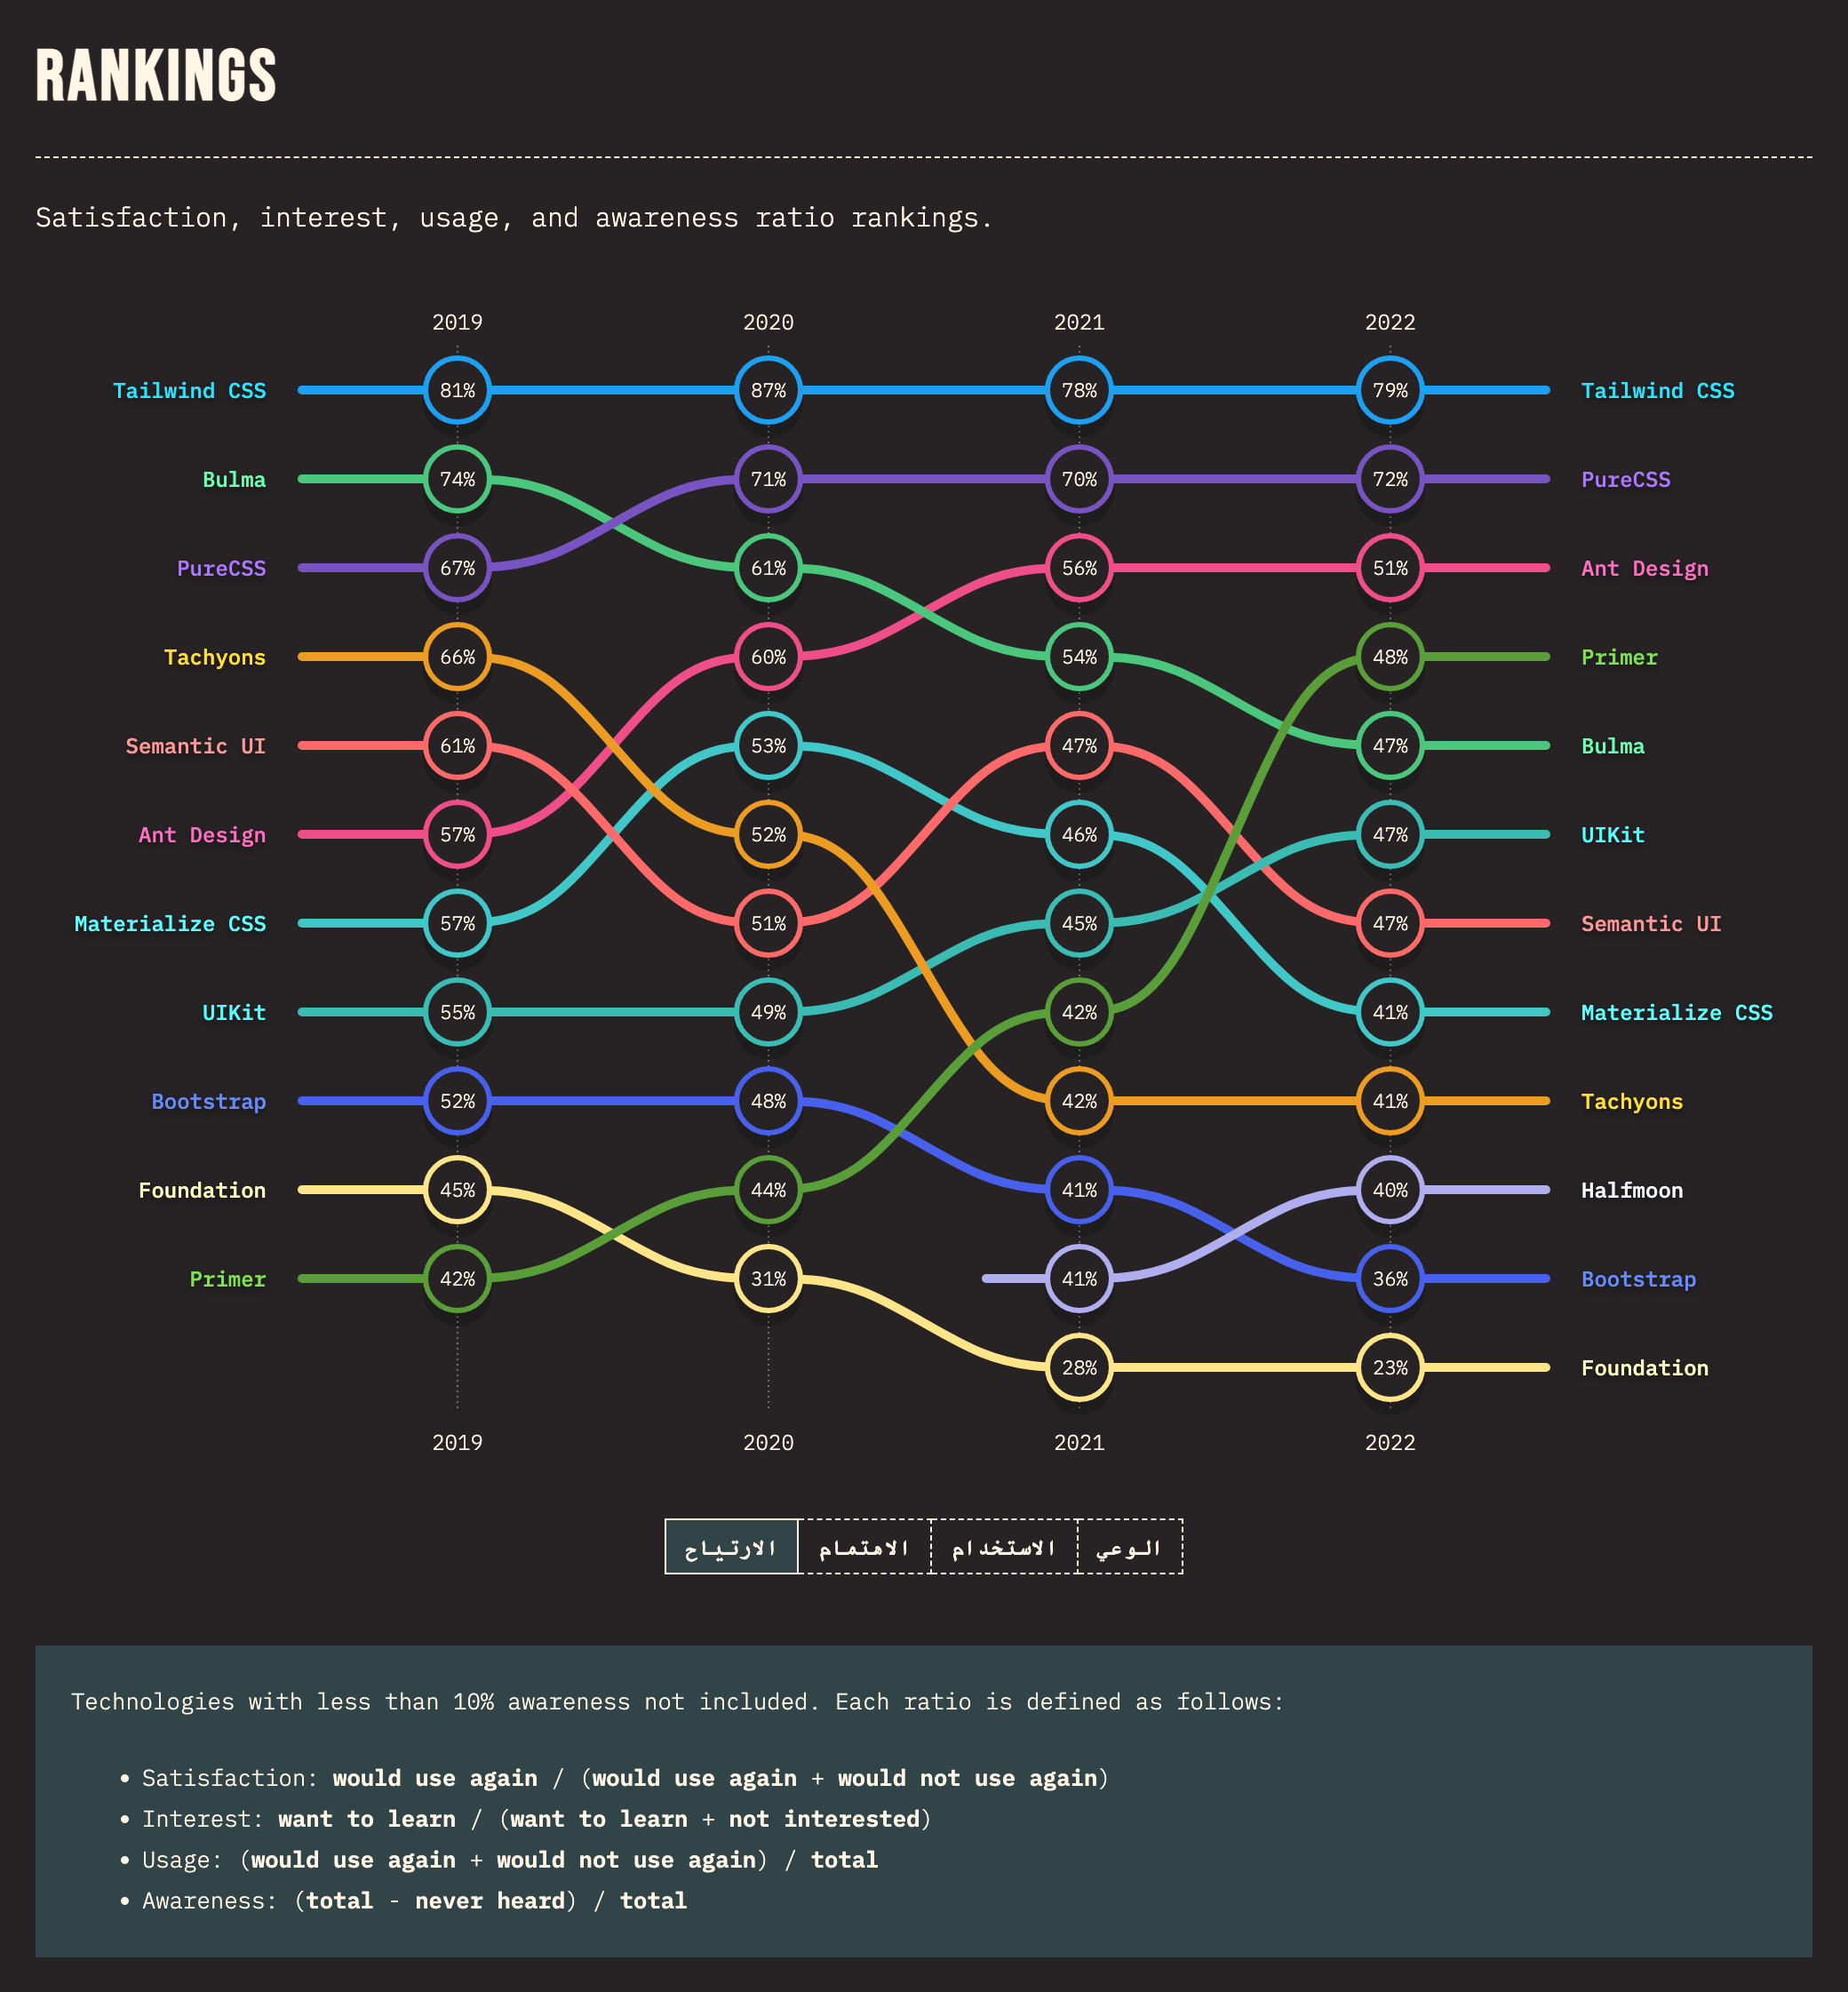 RANKINGS
Satisfaction, interest, usage, and awareness ratio rankings.
2019 2020 2021 2022
Tailwind CSS 81% 87% 78% 79% Tailwind CSS
Bulma 74% 71% 70% 72% PureCSS
PureCSS 67% 61% 56% 51% Ant Design
Tachyons 66% 60% 54% 48% Primer
Semantic UI 61% 53% 47% 47% Bulma
Ant Design 57% 52% 46% 47% UIKit
Materialize CSS 57% 51% 45% 47% Semantic UI
UIKit 55% 49% 42% 41% Materialize CSS
Bootstrap 52% 48% 42% 41% Tachyons
Foundation 45% 44% 41% 40% Halfmoon
Primer 42% 31% 41% 36% Bootstrap
28% 23% Foundation
2019 2020 2021 2022
الارتياح الاهتمام الاستخدام الوعي
Technologies with less than 10% awareness not included. Each ratio is defined as follows:
• Satisfaction: would use again / (would use again + would not use again)
• Interest: want to learn / (want to learn + not interested)
• Usage: (would use again + would not use again) / total
• Awareness: (total - never heard) / total